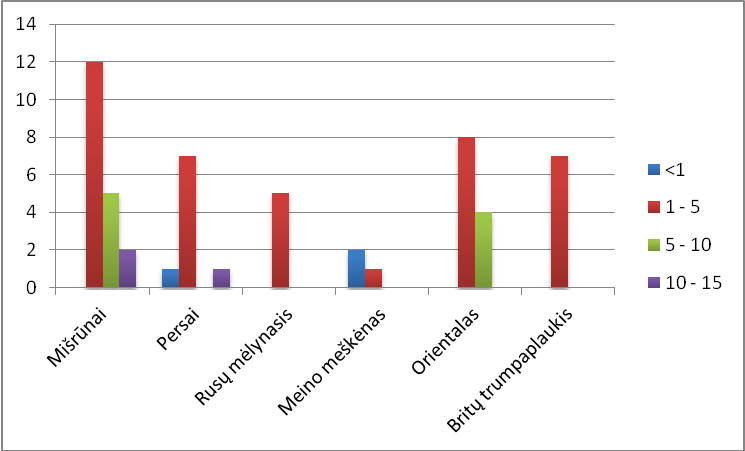 14
12
10
8
6
4
2
0
Mišrūnai
Persai
Rusų mėlynasis
Meino meškėnas
Orientalas
Britų trumpaplaukis
<1
1 - 5
5 - 10
10 - 15